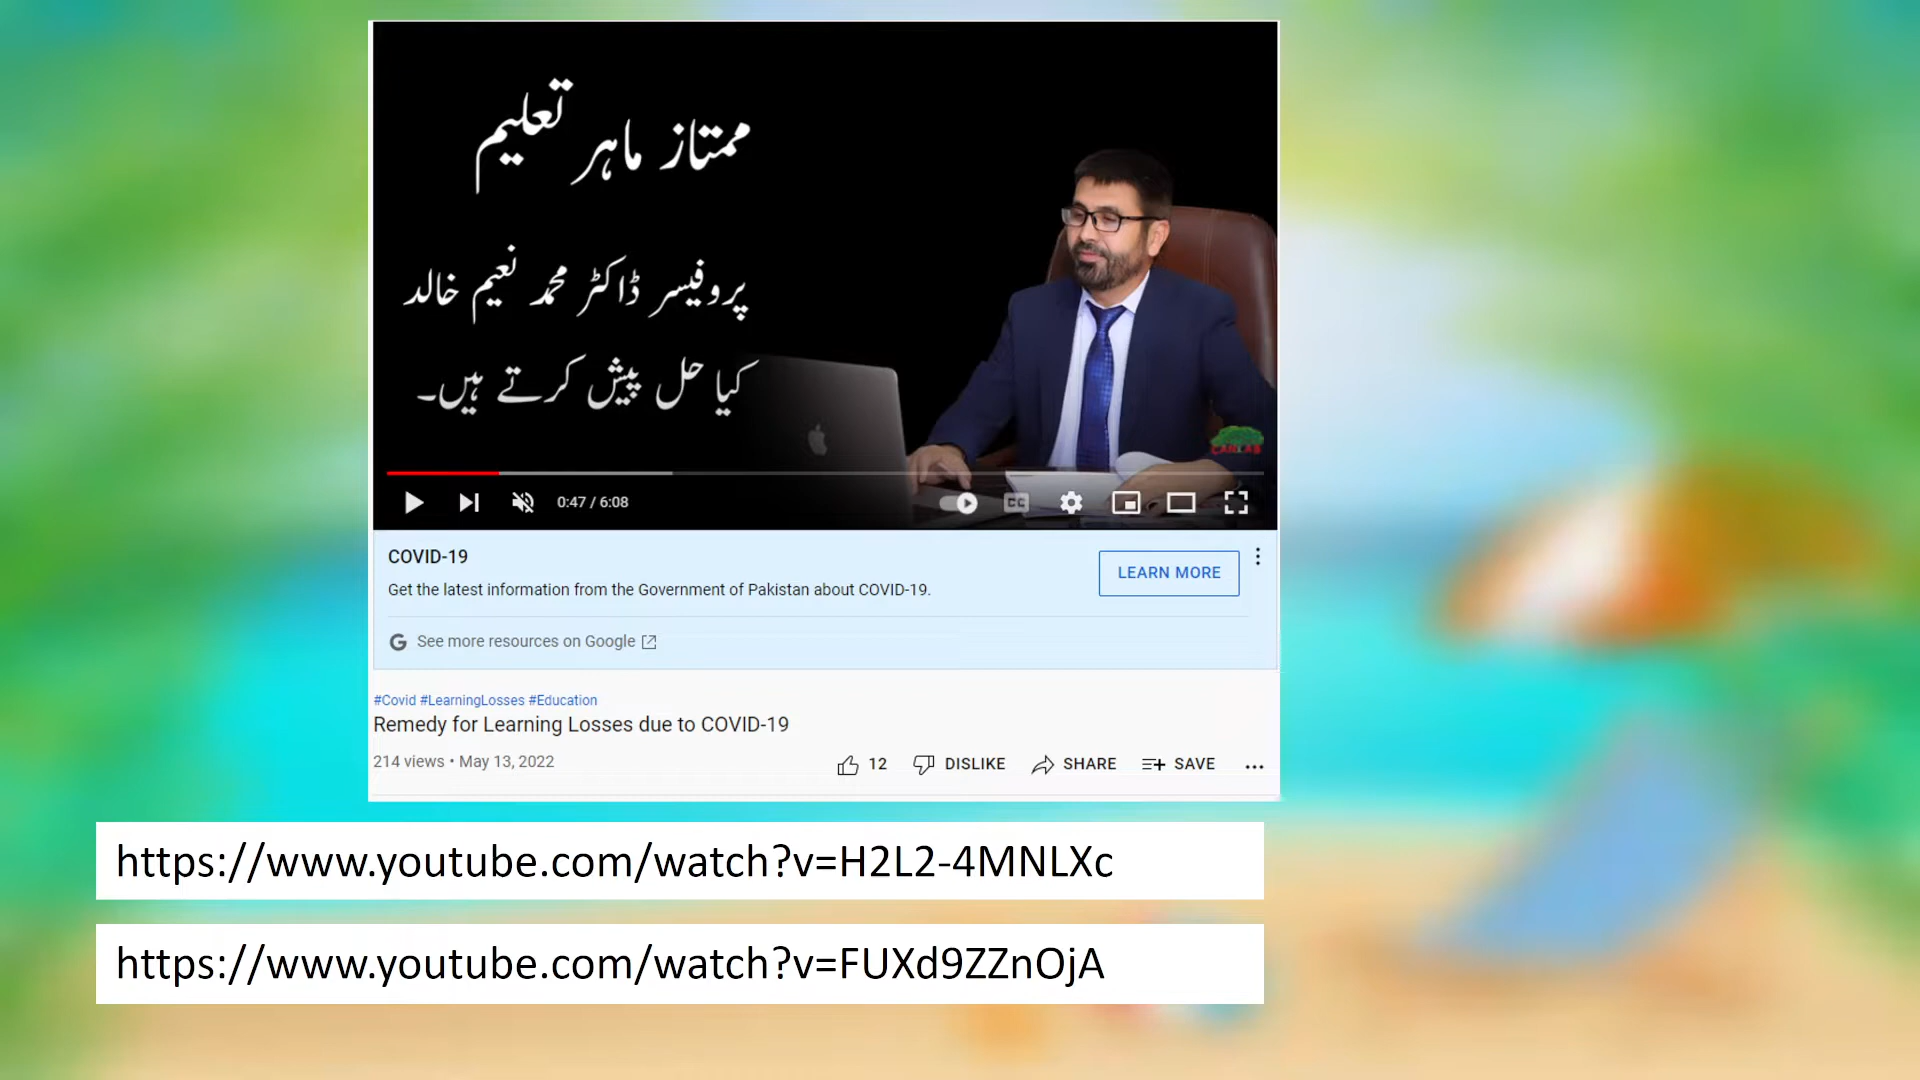 ممتاز ماہر تعلیم
پروفیسر ڈاکٹر محمد نعیم خالد
کیا حل پیش کرتے ہیں۔
CANLAB
0:47 / 6:08
CC
COVID-19
Get the latest information from the Government of Pakistan about COVID-19.
LEARN MORE
See more resources on Google
#Covid #LearningLosses #Education
Remedy for Learning Losses due to COVID-19
214 views • May 13, 2022
12 DISLIKE SHARE SAVE
https://www.youtube.com/watch?v=H2L2-4MNLXc
https://www.youtube.com/watch?v=FUXd9ZZnOjA